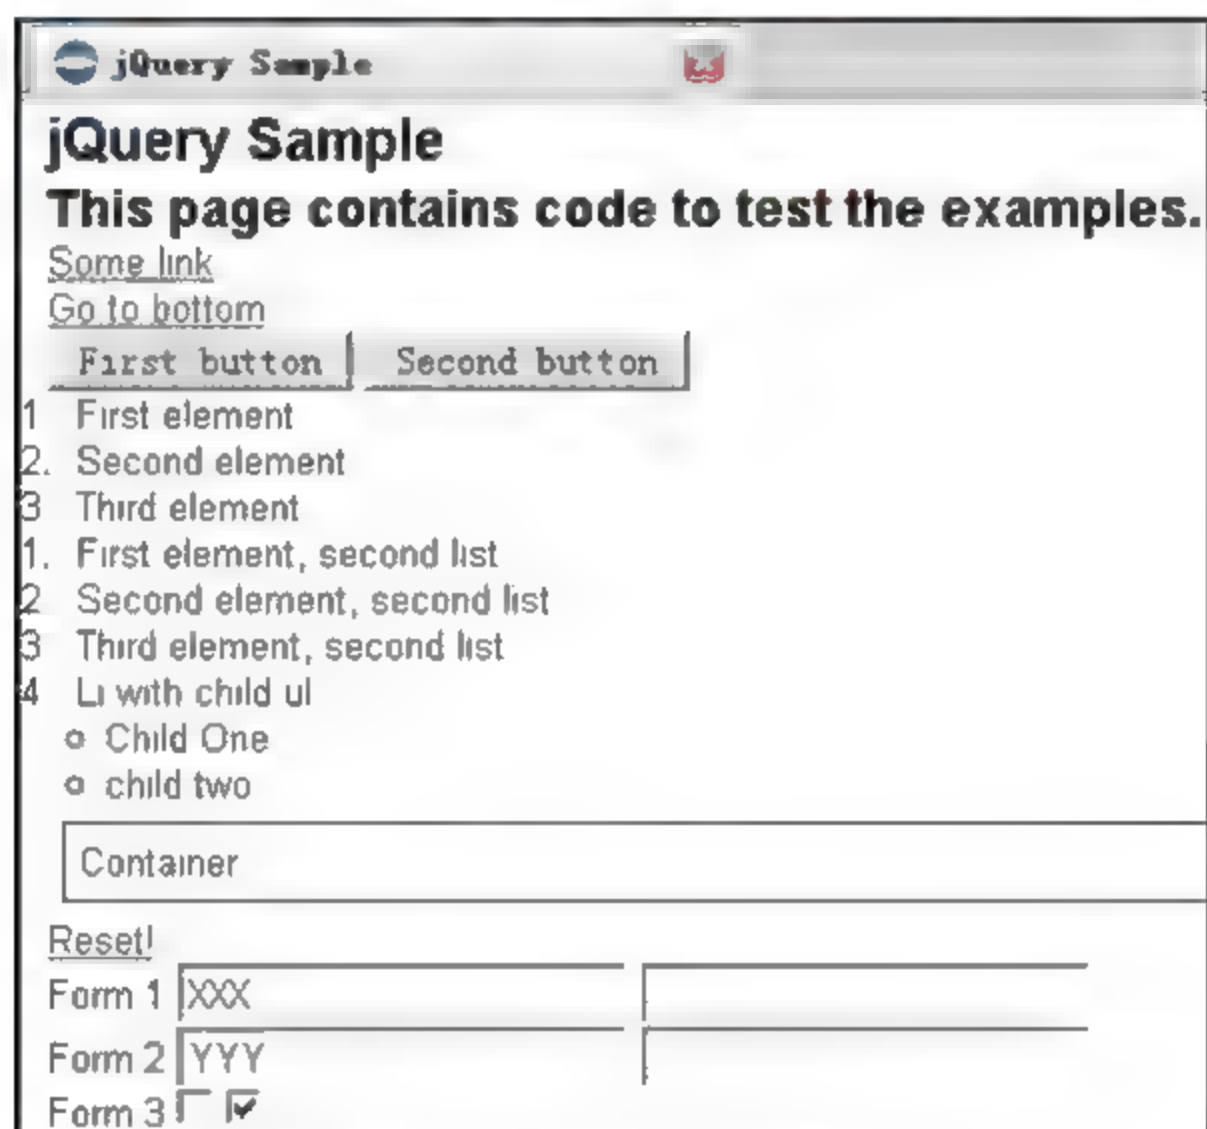 jQuery Sample
jQuery Sample
This page contains code to test the examples.
Some link
Go to bottom
First button Second button
1 First element
2. Second element
3 Third element
1. First element, second list
2 Second element, second list
3 Third element, second list
4 Li with child ul
Child One
child two
Container
Reset!
Form 1 XXX
Form 2 YYY
Form 3